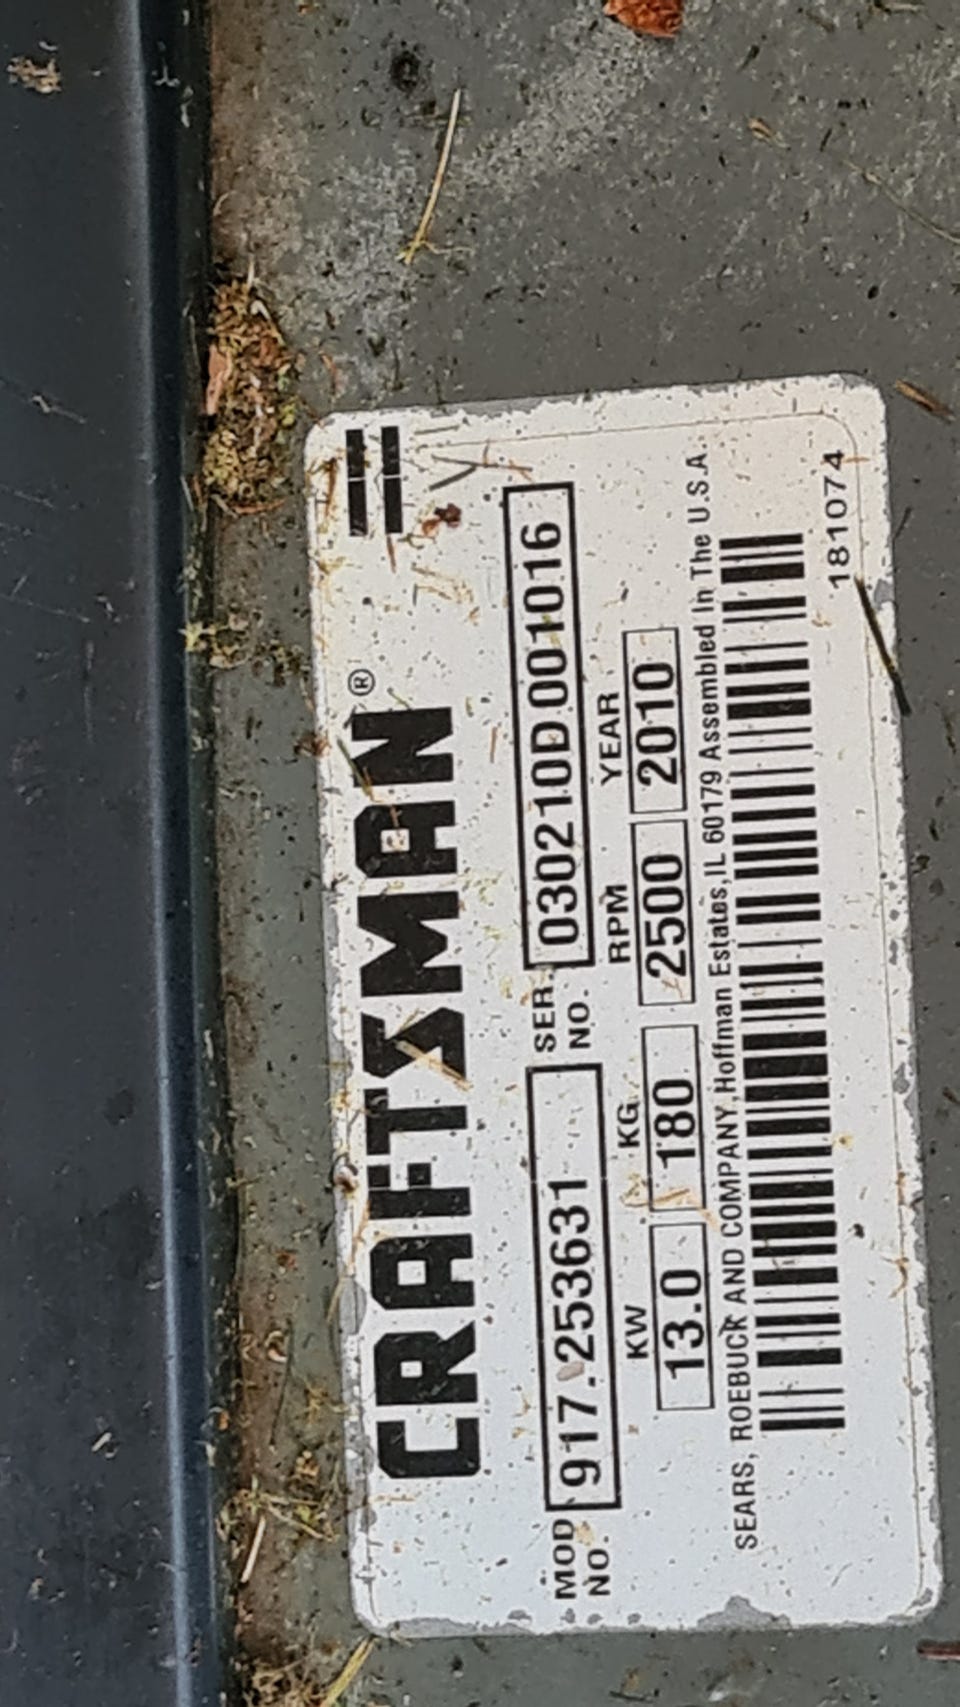 CRAFTSMAN®
MOD NO. 917.253631 SER. NO. 030210D001016
KW KG RPM YEAR
13.0 180 2500 2010
SEARS, ROEBUCK AND COMPANY, Hoffman Estates, IL 60179 Assembled In The U.S.A.
181074